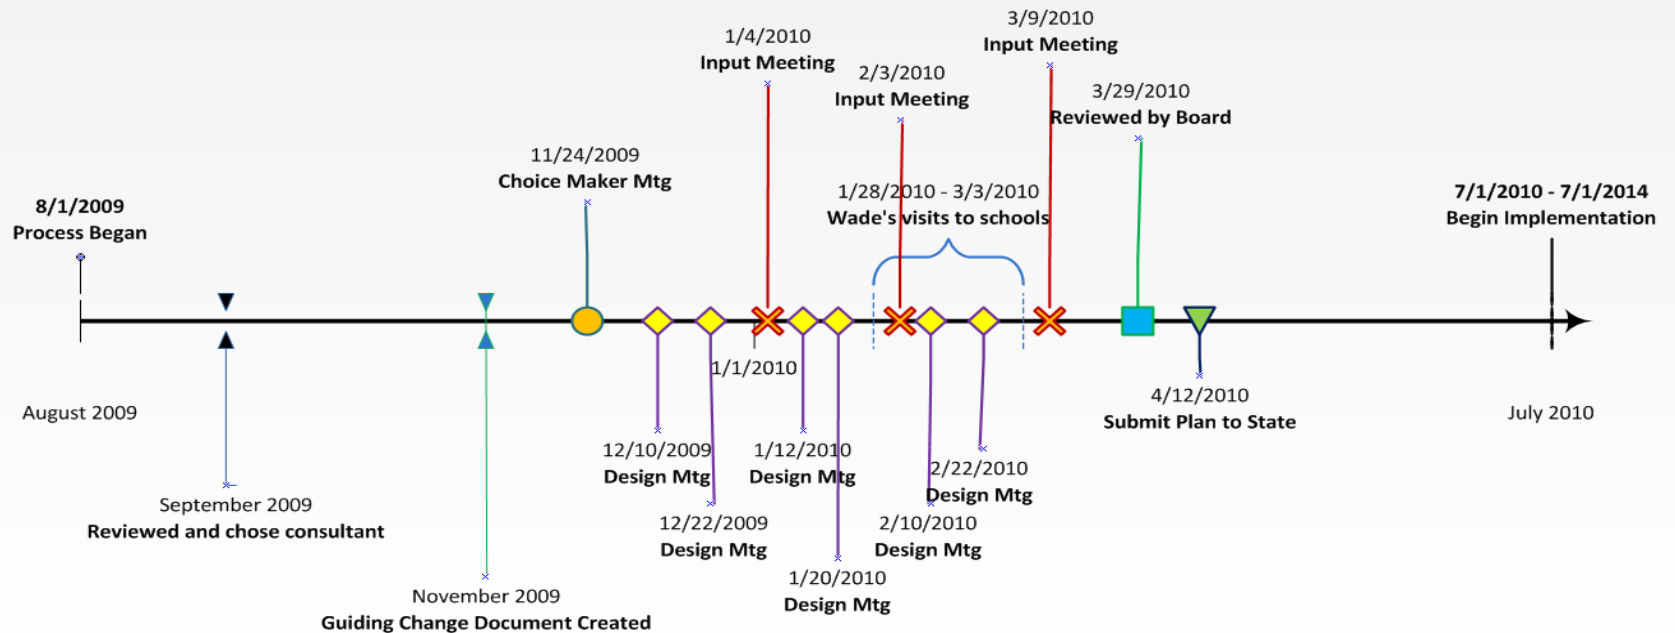 3/9/2010
Input Meeting
1/4/2010
Input Meeting
2/3/2010
Input Meeting
3/29/2010
Reviewed by Board
11/24/2009
Choice Maker Mtg
1/28/2010 - 3/3/2010
Wade's visits to schools
7/1/2010 - 7/1/2014
Begin Implementation
8/1/2009
Process Began
1/1/2010
4/12/2010
Submit Plan to State
August 2009
July 2010
12/10/2009
Design Mtg
1/12/2010
Design Mtg
2/22/2010
Design Mtg
September 2009
Reviewed and chose consultant
12/22/2009
Design Mtg
2/10/2010
Design Mtg
1/20/2010
Design Mtg
November 2009
Guiding Change Document Created